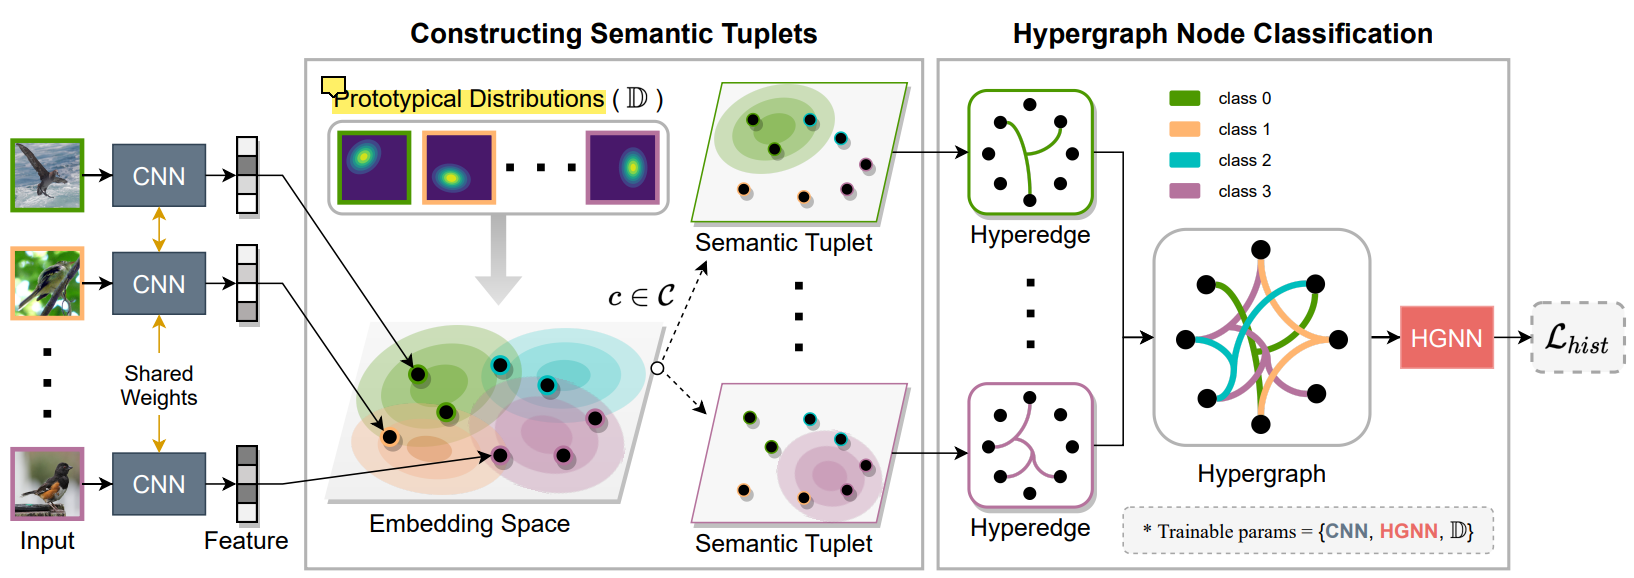 Constructing Semantic Tuplets
Hypergraph Node Classification
Prototypical Distributions ( 𝔻 )
class 0
class 1
class 2
class 3
CNN
CNN
CNN
Shared
Weights
Input
Feature
Embedding Space
c ∈ 𝒞
Semantic Tuplet
Semantic Tuplet
Hyperedge
Hyperedge
Hypergraph
HGNN
ℒhist
* Trainable params = {CNN, HGNN, 𝔻}